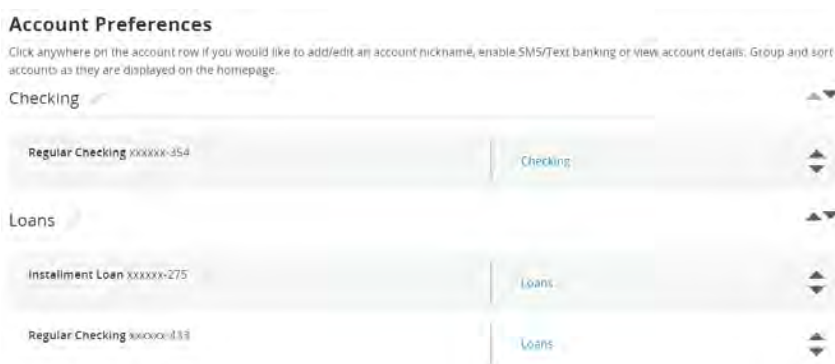 Account Preferences
Click anywhere on the account row if you would like to add/edit an account nickname, enable SMS/Text banking or view account details. Group and sort
accounts as they are displayed on the homepage.
Checking
Regular Checking xxxxxx-354
Checking
Loans
Installment Loan xxxxxx-275
Loans
Regular Checking xxxxxx-433
Loans